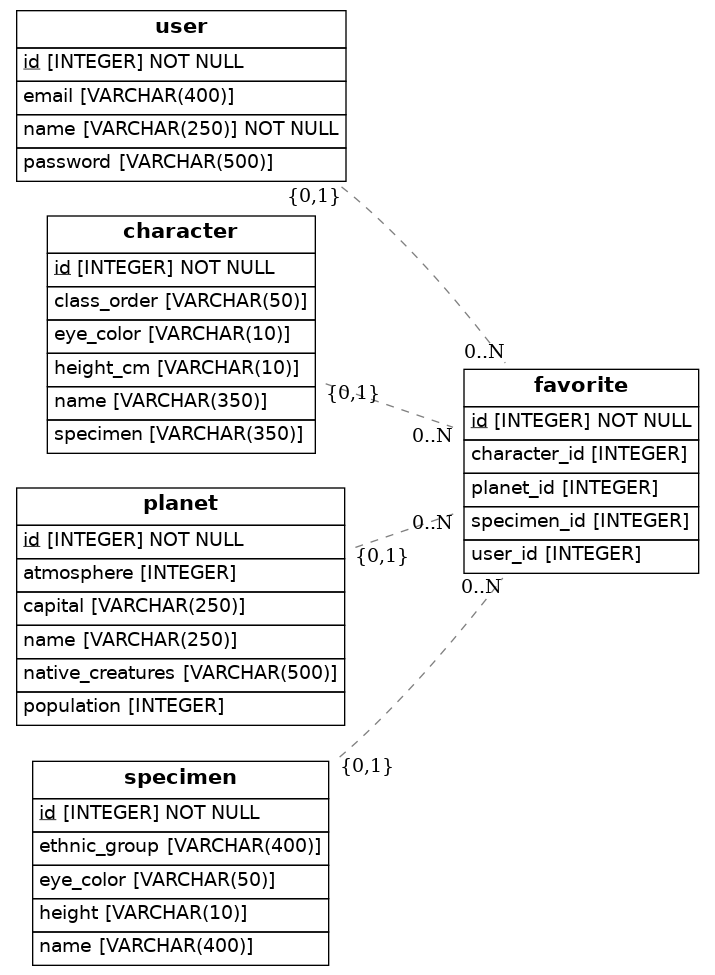 user
id [INTEGER] NOT NULL
email [VARCHAR(400)]
name [VARCHAR(250)] NOT NULL
password [VARCHAR(500)]
{0,1}
character
id [INTEGER] NOT NULL
class_order [VARCHAR(50)]
eye_color [VARCHAR(10)]
height_cm [VARCHAR(10)]
name [VARCHAR(350)]
specimen [VARCHAR(350)]
{0,1}
0..N
0..N
favorite
id [INTEGER] NOT NULL
character_id [INTEGER]
planet_id [INTEGER]
specimen_id [INTEGER]
user_id [INTEGER]
0..N
0..N
planet
id [INTEGER] NOT NULL
atmosphere [INTEGER]
capital [VARCHAR(250)]
name [VARCHAR(250)]
native_creatures [VARCHAR(500)]
population [INTEGER]
{0,1}
specimen
id [INTEGER] NOT NULL
ethnic_group [VARCHAR(400)]
eye_color [VARCHAR(50)]
height [VARCHAR(10)]
name [VARCHAR(400)]
{0,1}